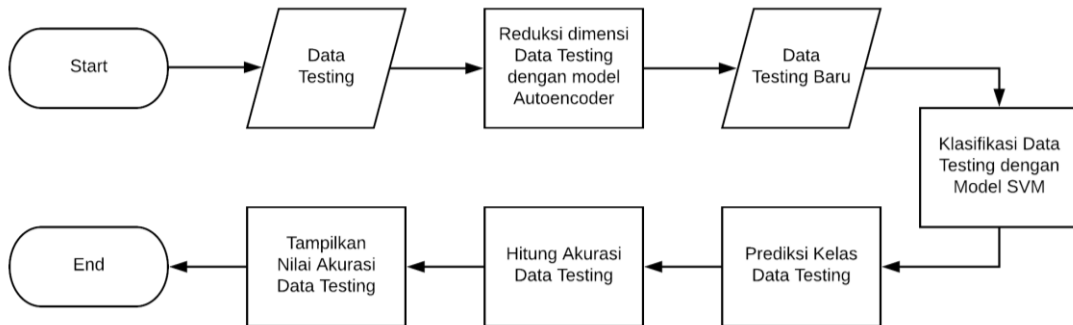 Start
Data
Testing
Reduksi dimensi
Data Testing
dengan model
Autoencoder
Data
Testing Baru
Klasifikasi Data
Testing dengan
Model SVM
Prediksi Kelas
Data Testing
Hitung Akurasi
Data Testing
Tampilkan
Nilai Akurasi
Data Testing
End